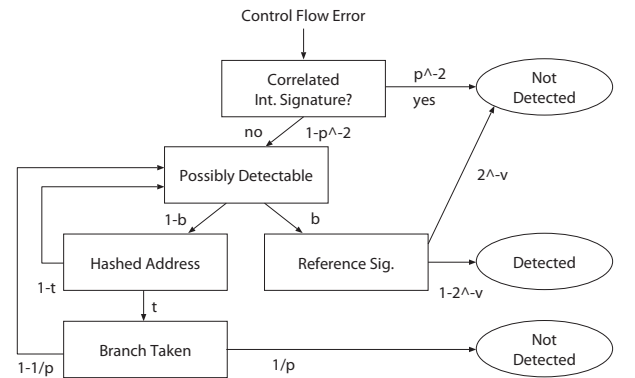 Control Flow Error
Correlated
Int. Signature?
p^-2
yes
Not
Detected
no
1-p^-2
Possibly Detectable
2^-v
1-b
b
Hashed Address
Reference Sig.
Detected
1-t
1-2^-v
t
Branch Taken
Not
Detected
1-1/p
1/p